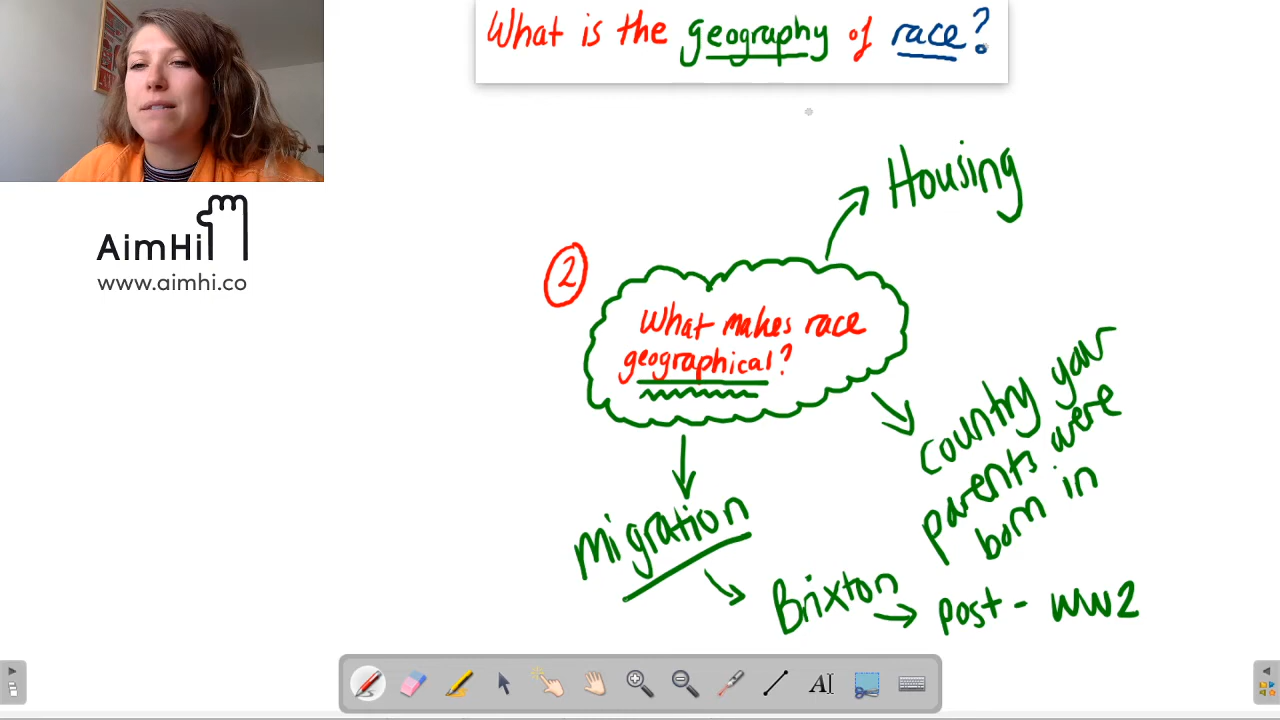 What is the geography of race?
AimHi
www.aimhi.co
Housing
2
What makes race
geographical?
country your
parents were
born in
migration
Brixton
post - WW2
AI